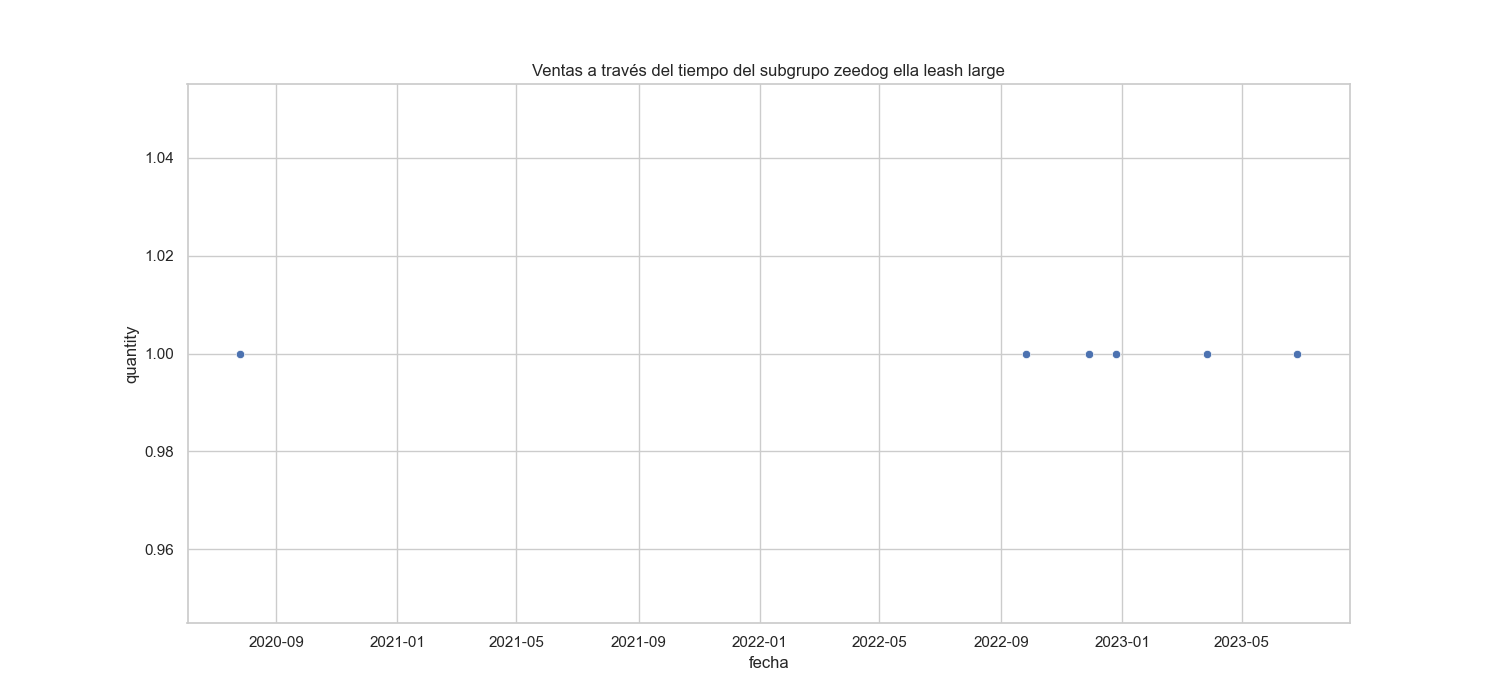 Ventas a través del tiempo del subgrupo zeedog ella leash large
1.04
1.02
1.00
0.98
0.96
quantity
2020-09 2021-01 2021-05 2021-09 2022-01 2022-05 2022-09 2023-01 2023-05
fecha